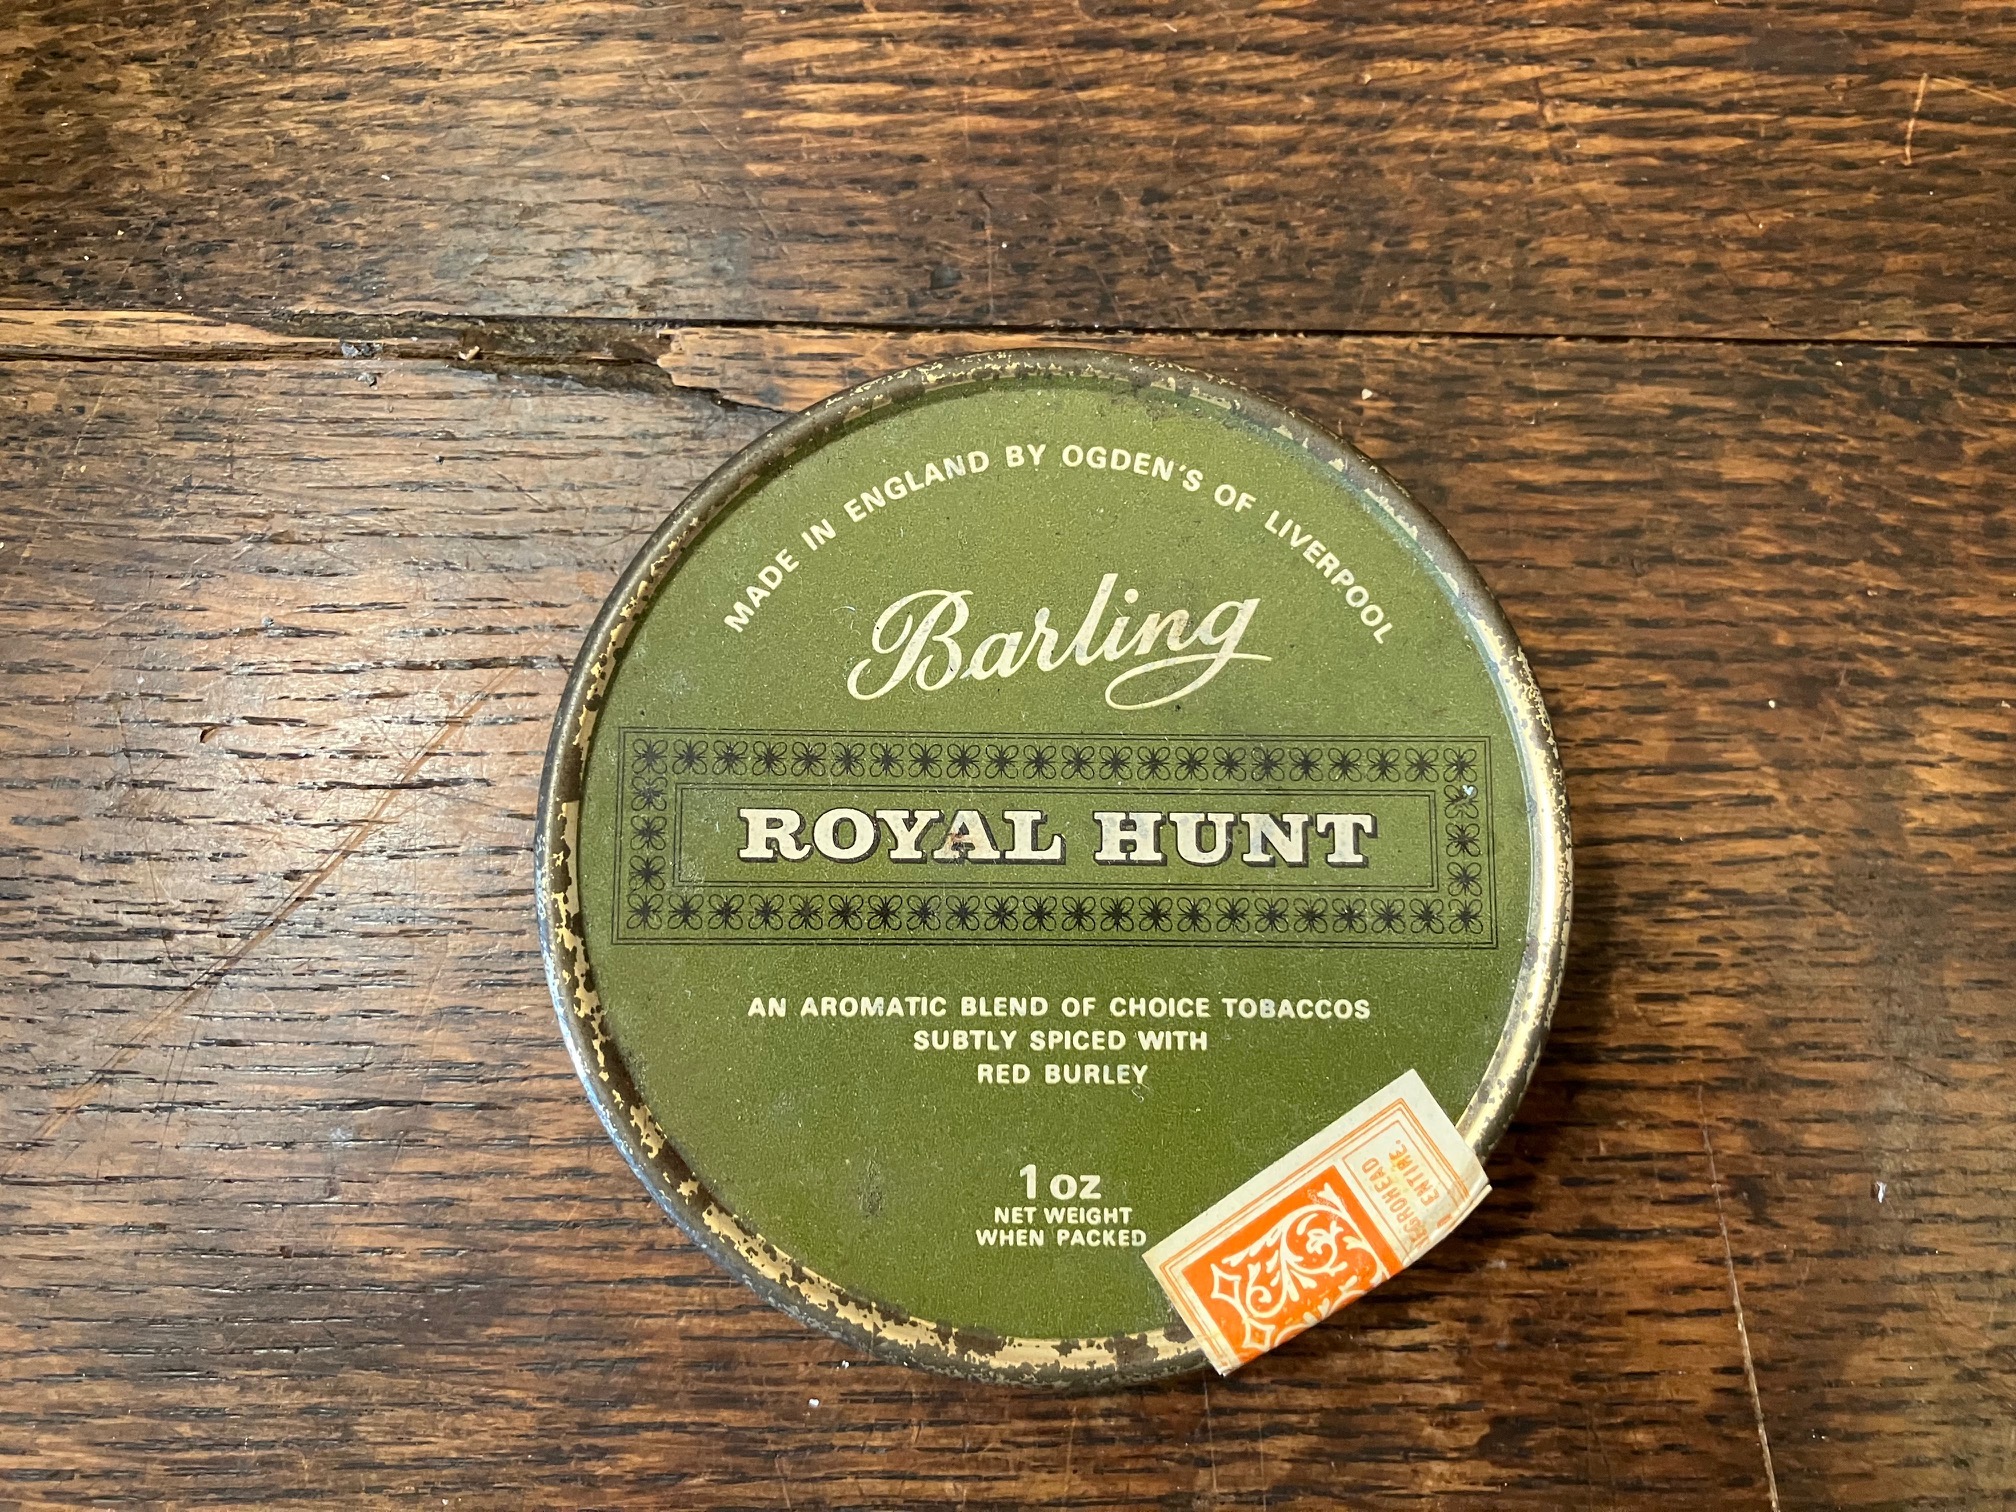 MADE IN ENGLAND BY OGDEN'S OF LIVERPOOL
Barling
ROYAL HUNT
AN AROMATIC BLEND OF CHOICE TOBACCOS
SUBTLY SPICED WITH
RED BURLEY
1 OZ
NET WEIGHT
WHEN PACKED
NEGROHEAD
ENTIRE.